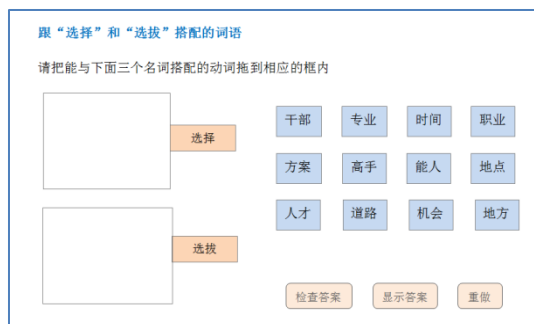 跟“选择”和“选拔”搭配的词语
请把能与下面三个名词搭配的动词拖到相应的框内
选择
干部 专业 时间 职业
方案 高手 能人 地点
人才 道路 机会 地方
选拔
检查答案 显示答案 重做